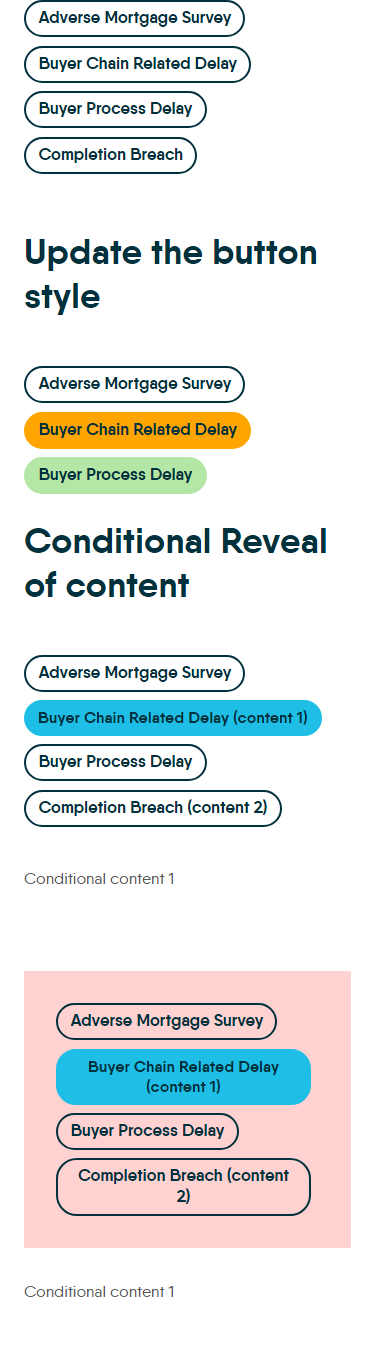 Adverse Mortgage Survey
Buyer Chain Related Delay
Buyer Process Delay
Completion Breach
Update the button
style
Adverse Mortgage Survey
Buyer Chain Related Delay
Buyer Process Delay
Conditional Reveal
of content
Adverse Mortgage Survey
Buyer Chain Related Delay (content 1)
Buyer Process Delay
Completion Breach (content 2)
Conditional content 1
Adverse Mortgage Survey
Buyer Chain Related Delay
(content 1)
Buyer Process Delay
Completion Breach (content
2)
Conditional content 1